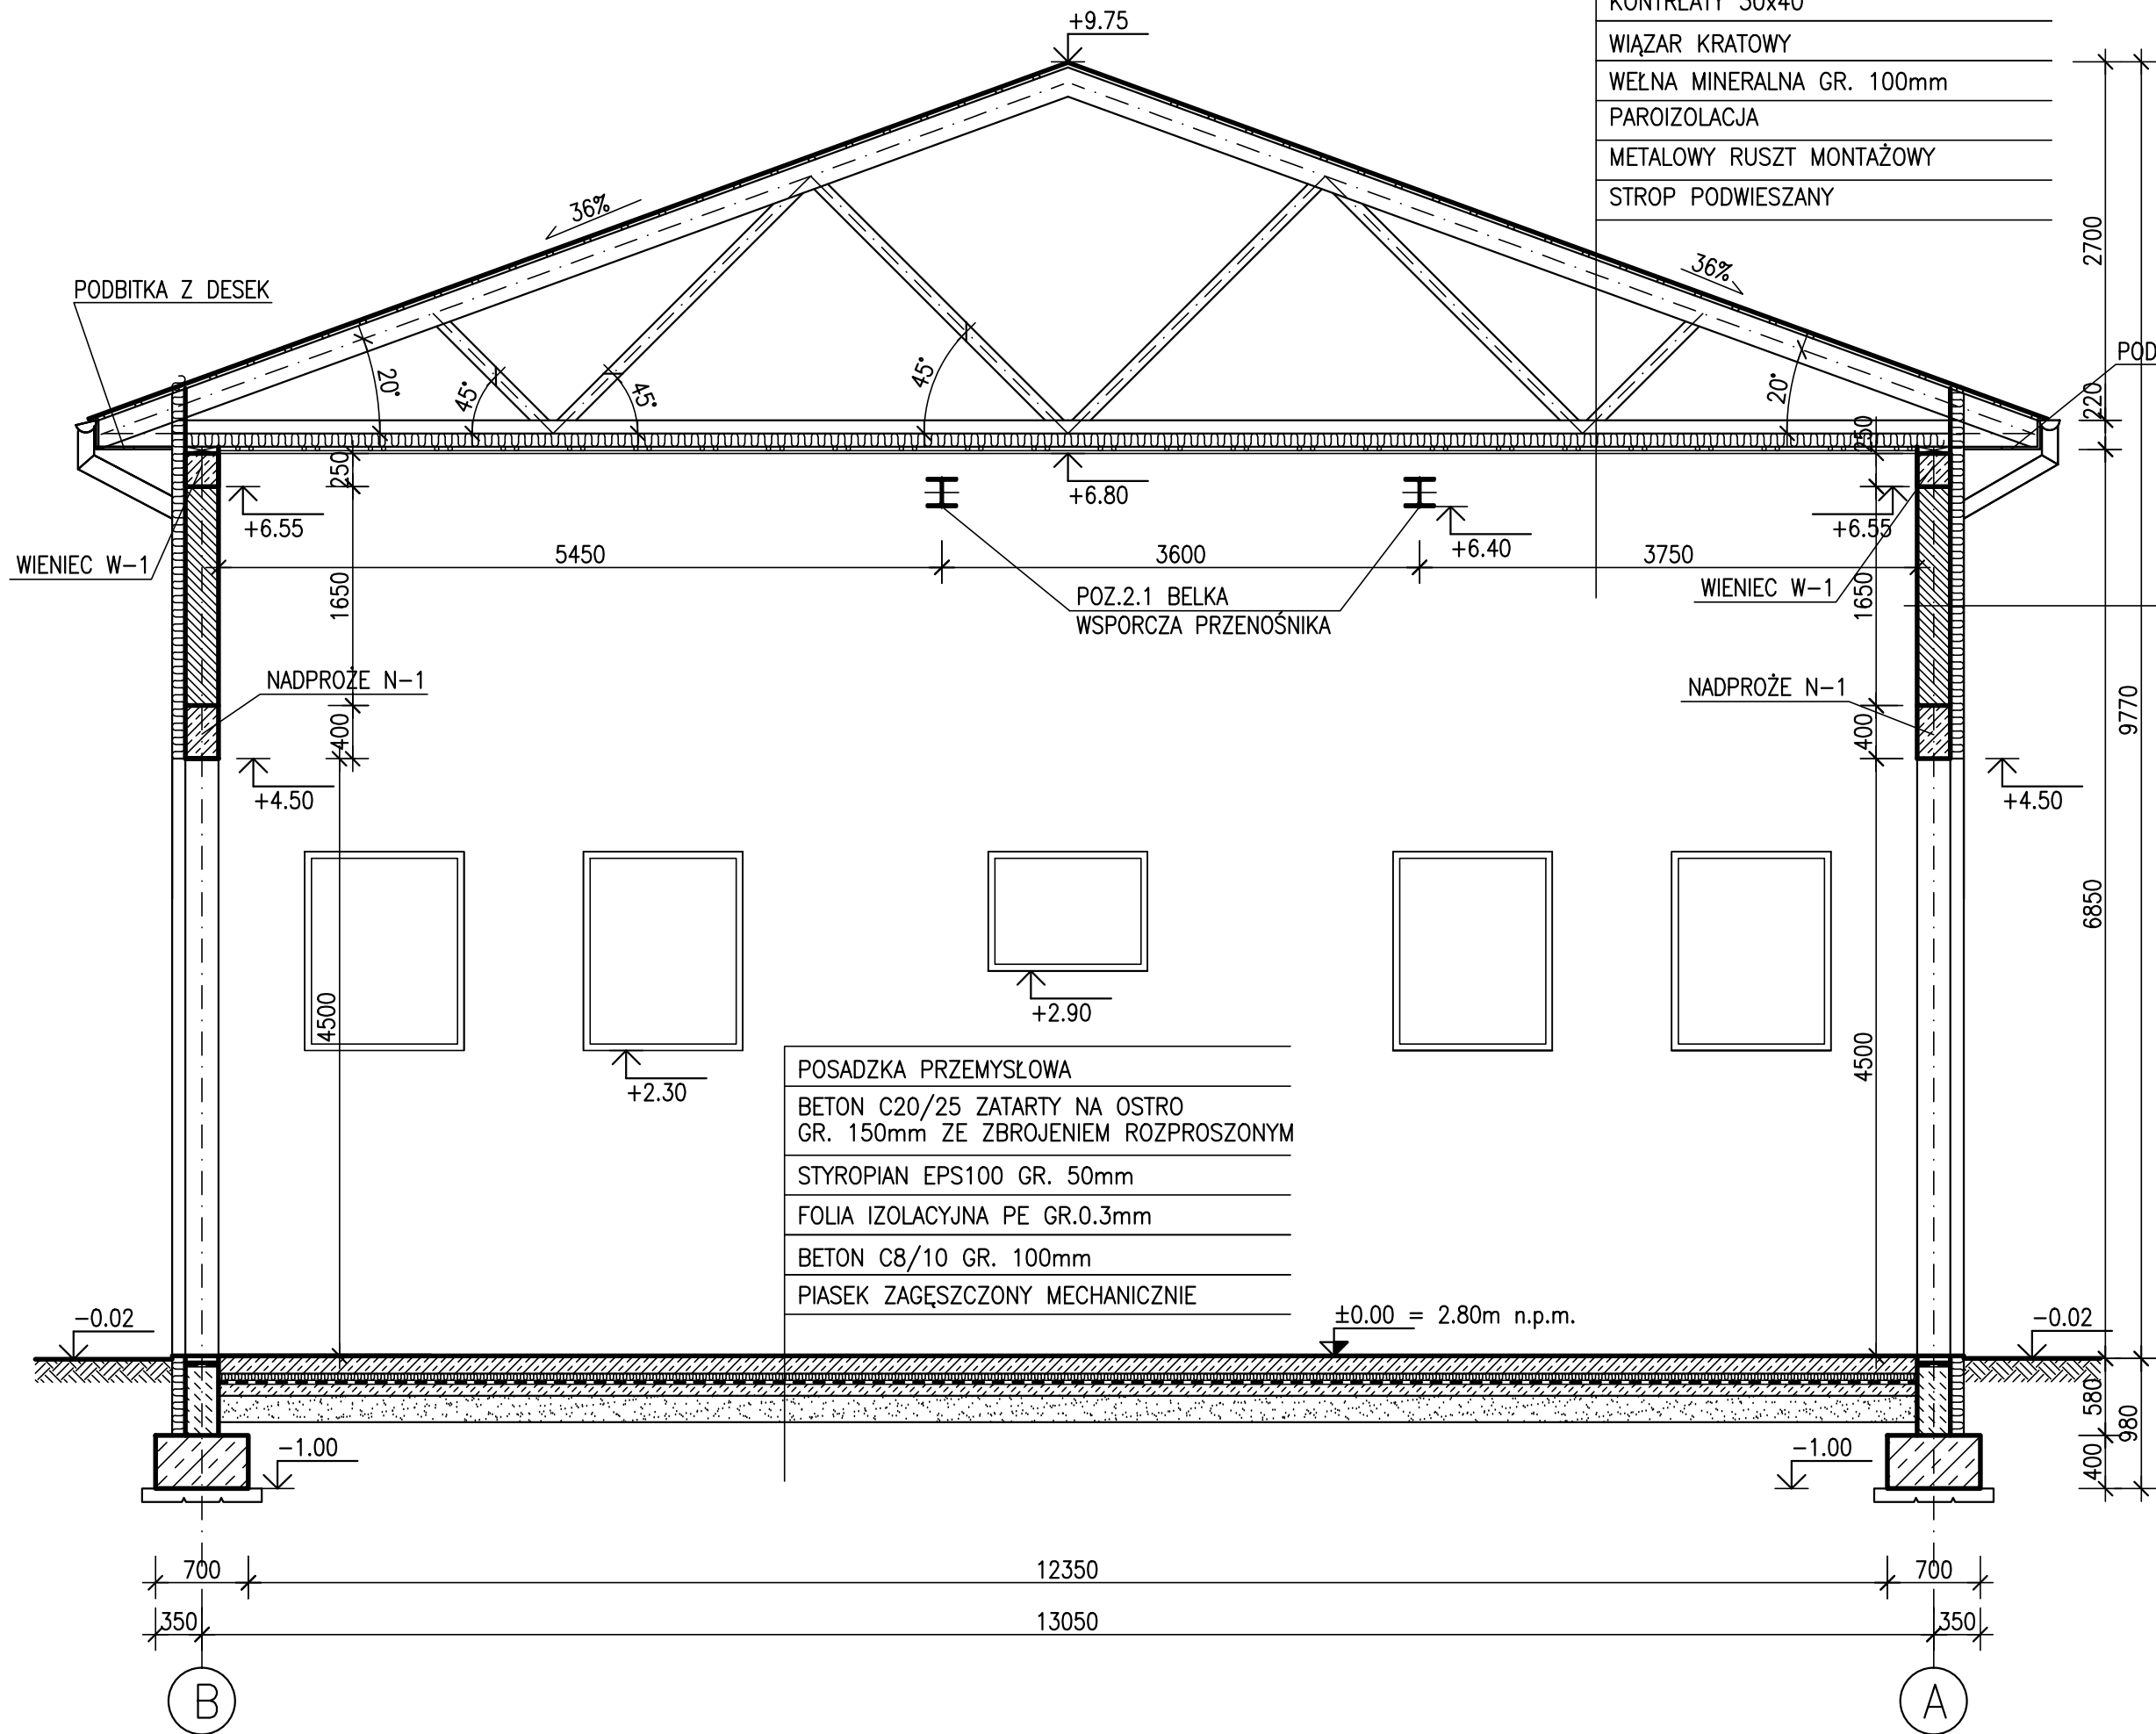 KONTRŁATY 30x40
WIĄZAR KRATOWY
WEŁNA MINERALNA GR. 100mm
PAROIZOLACJA
METALOWY RUSZT MONTAŻOWY
STROP PODWIESZANY
+9.75
36%
36%
PODBITKA Z DESEK
POD
20°
45°
45°
45°
20°
2700
220
250
250
+6.80
+6.55
+6.55
+6.40
WIENIEC W-1
5450
3600
3750
1650
1650
POZ.2.1 BELKA
WSPORCZA PRZENOŚNIKA
WIENIEC W-1
NADPROŻE N-1
NADPROŻE N-1
400
400
9770
+4.50
+4.50
6850
4500
4500
+2.90
+2.30
POSADZKA PRZEMYSŁOWA
BETON C20/25 ZATARTY NA OSTRO
GR. 150mm ZE ZBROJENIEM ROZPROSZONYM
STYROPIAN EPS100 GR. 50mm
FOLIA IZOLACYJNA PE GR.0.3mm
BETON C8/10 GR. 100mm
PIASEK ZAGĘSZCZONY MECHANICZNIE
-0.02
±0.00 = 2.80m n.p.m.
-0.02
580
980
400
-1.00
-1.00
700
12350
700
350
13050
350
B
A